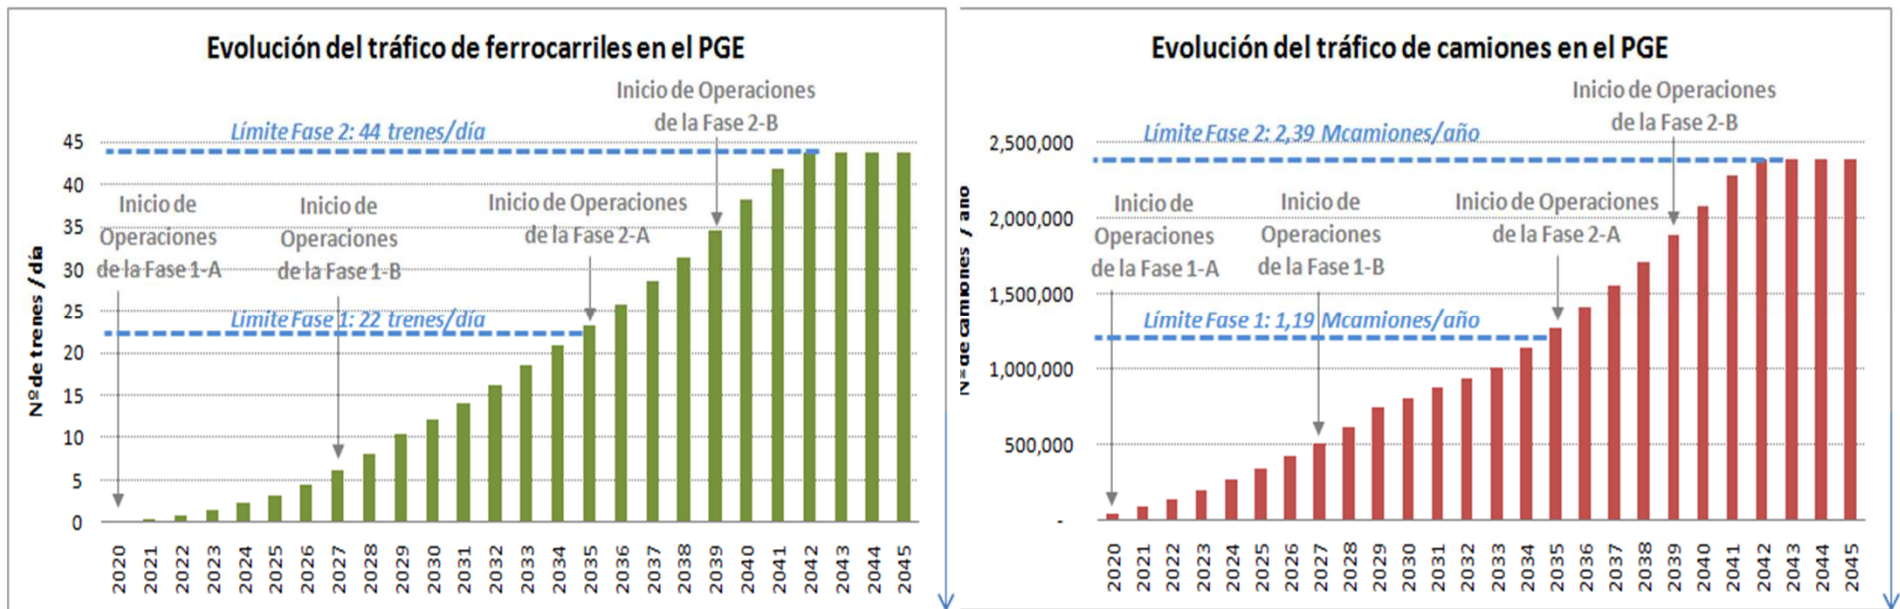 Evolución del tráfico de ferrocarriles en el PGE
Inicio de Operaciones
de la Fase 2-B
Límite Fase 2: 44 trenes/día
Inicio de
Operaciones
de la Fase 1-A
Inicio de
Operaciones
de la Fase 1-B
Inicio de Operaciones
de la Fase 2-A
Límite Fase 1: 22 trenes/día
Nº de trenes / día
45
40
35
30
25
20
15
10
5
0
2020 2021 2022 2023 2024 2025 2026 2027 2028 2029 2030 2031 2032 2033 2034 2035 2036 2037 2038 2039 2040 2041 2042 2043 2044 2045
Evolución del tráfico de camiones en el PGE
Inicio de Operaciones
de la Fase 2-B
Límite Fase 2: 2,39 Mcamiones/año
Inicio de
Operaciones
de la Fase 1-A
Inicio de
Operaciones
de la Fase 1-B
Inicio de Operaciones
de la Fase 2-A
Límite Fase 1: 1,19 Mcamiones/año
Nº de camiones / año
2,500,000
2,000,000
1,500,000
1,000,000
500,000
-
2020 2021 2022 2023 2024 2025 2026 2027 2028 2029 2030 2031 2032 2033 2034 2035 2036 2037 2038 2039 2040 2041 2042 2043 2044 2045